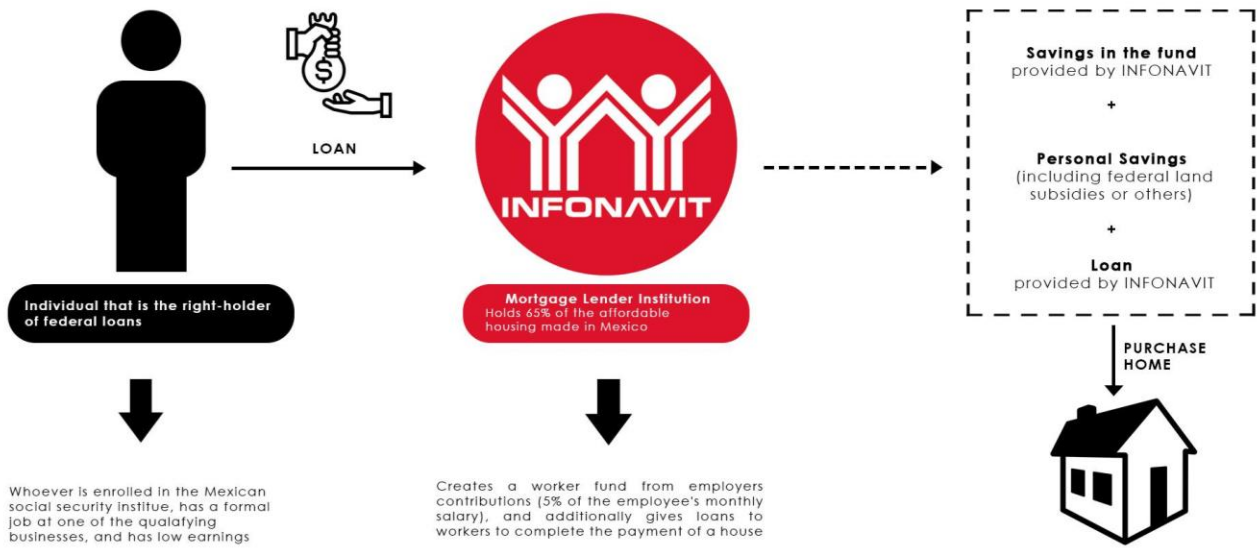 LOAN
$
INFONAVIT
Individual that is the right-holder
of federal loans
Mortgage Lender Institution
Holds 65% of the affordable
housing made in Mexico
Savings in the fund
provided by INFONAVIT
+
Personal Savings
(including federal land
subsidies or others)
+
Loan
provided by INFONAVIT
PURCHASE
HOME
Whoever is enrolled in the Mexican
social security institue, has a formal
job at one of the qualafying
businesses, and has low earnings
Creates a worker fund from employers
contributions (5% of the employee's monthly
salary), and additionally gives loans to
workers to complete the payment of a house